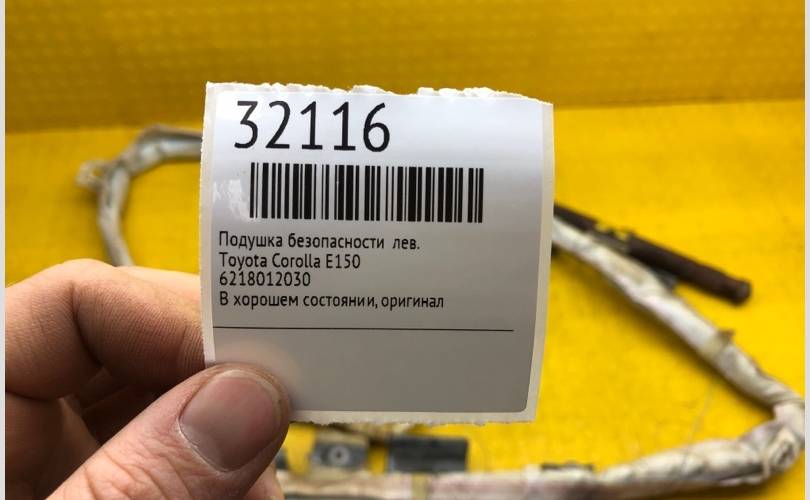 32116
Подушка безопасности лев.
Toyota Corolla E150
6218012030
В хорошем состоянии, оригинал